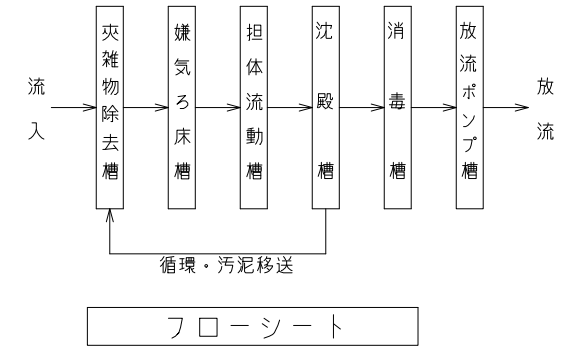 流入
夾雑物除去槽
嫌気ろ床槽
担体流動槽
沈殿槽
消毒槽
放流ポンプ槽
放流
循環・汚泥移送
フローシート